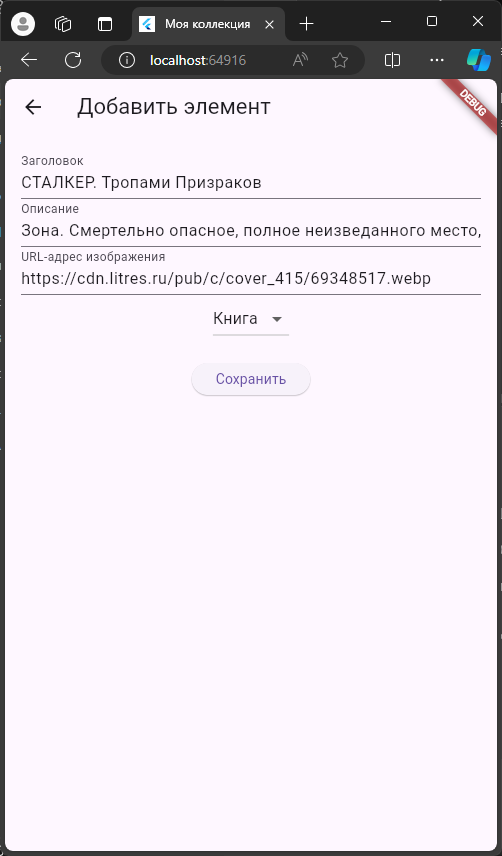 Моя коллекция
localhost:64916
Добавить элемент
DEBUG
Заголовок
СТАЛКЕР. Тропами Призраков
Описание
Зона. Смертельно опасное, полное неизведанного место,
URL-адрес изображения
https://cdn.litres.ru/pub/c/cover_415/69348517.webp
Книга
Сохранить